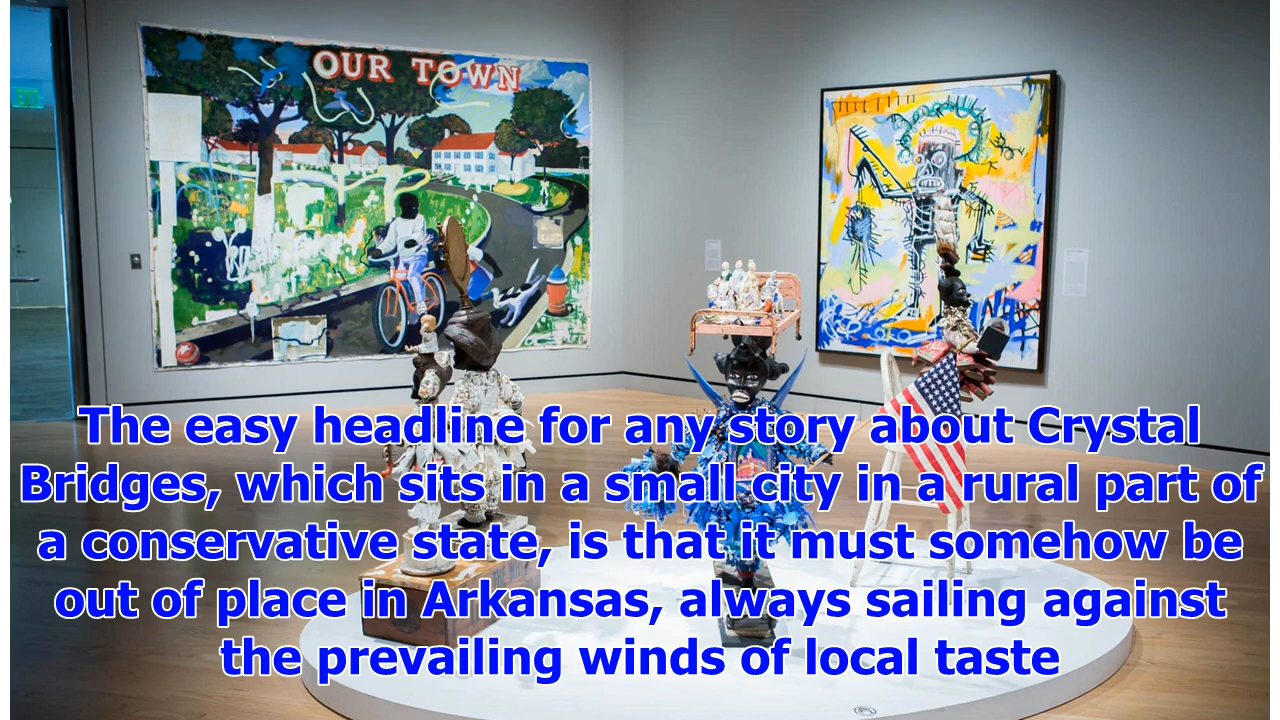 OUR TOWN
The easy headline for any story about Crystal
Bridges, which sits in a small city in a rural part of
a conservative state, is that it must somehow be
out of place in Arkansas, always sailing against
the prevailing winds of local taste